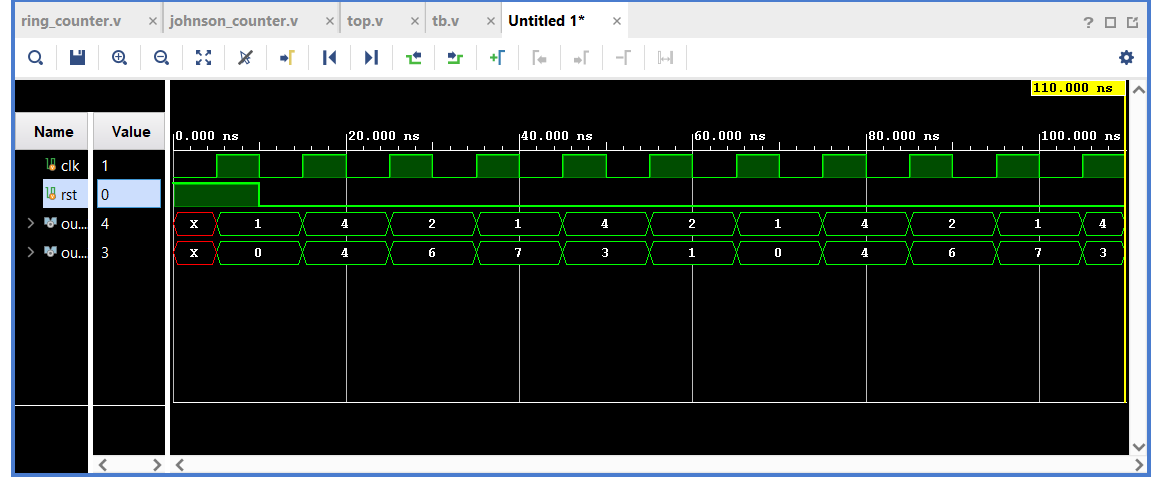 ring_counter.v × johnson_counter.v × top.v × tb.v × Untitled 1* × ?
110.000 ns
Name Value
0.000 ns 20.000 ns 40.000 ns 60.000 ns 80.000 ns 100.000 ns
clk 1
rst 0
ou... 4 X 1 4 2 1 4 2 1 4 2 1 4
ou... 3 X 0 4 6 7 3 1 0 4 6 7 3